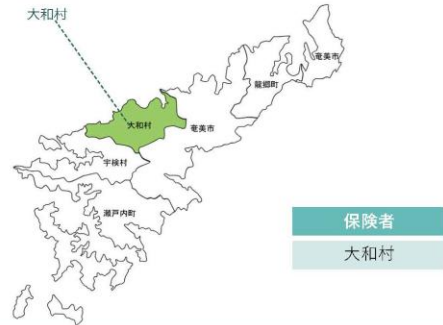 大和村
奄美市
龍郷町
大和村
奄美市
宇検村
瀬戸内町
保険者
大和村